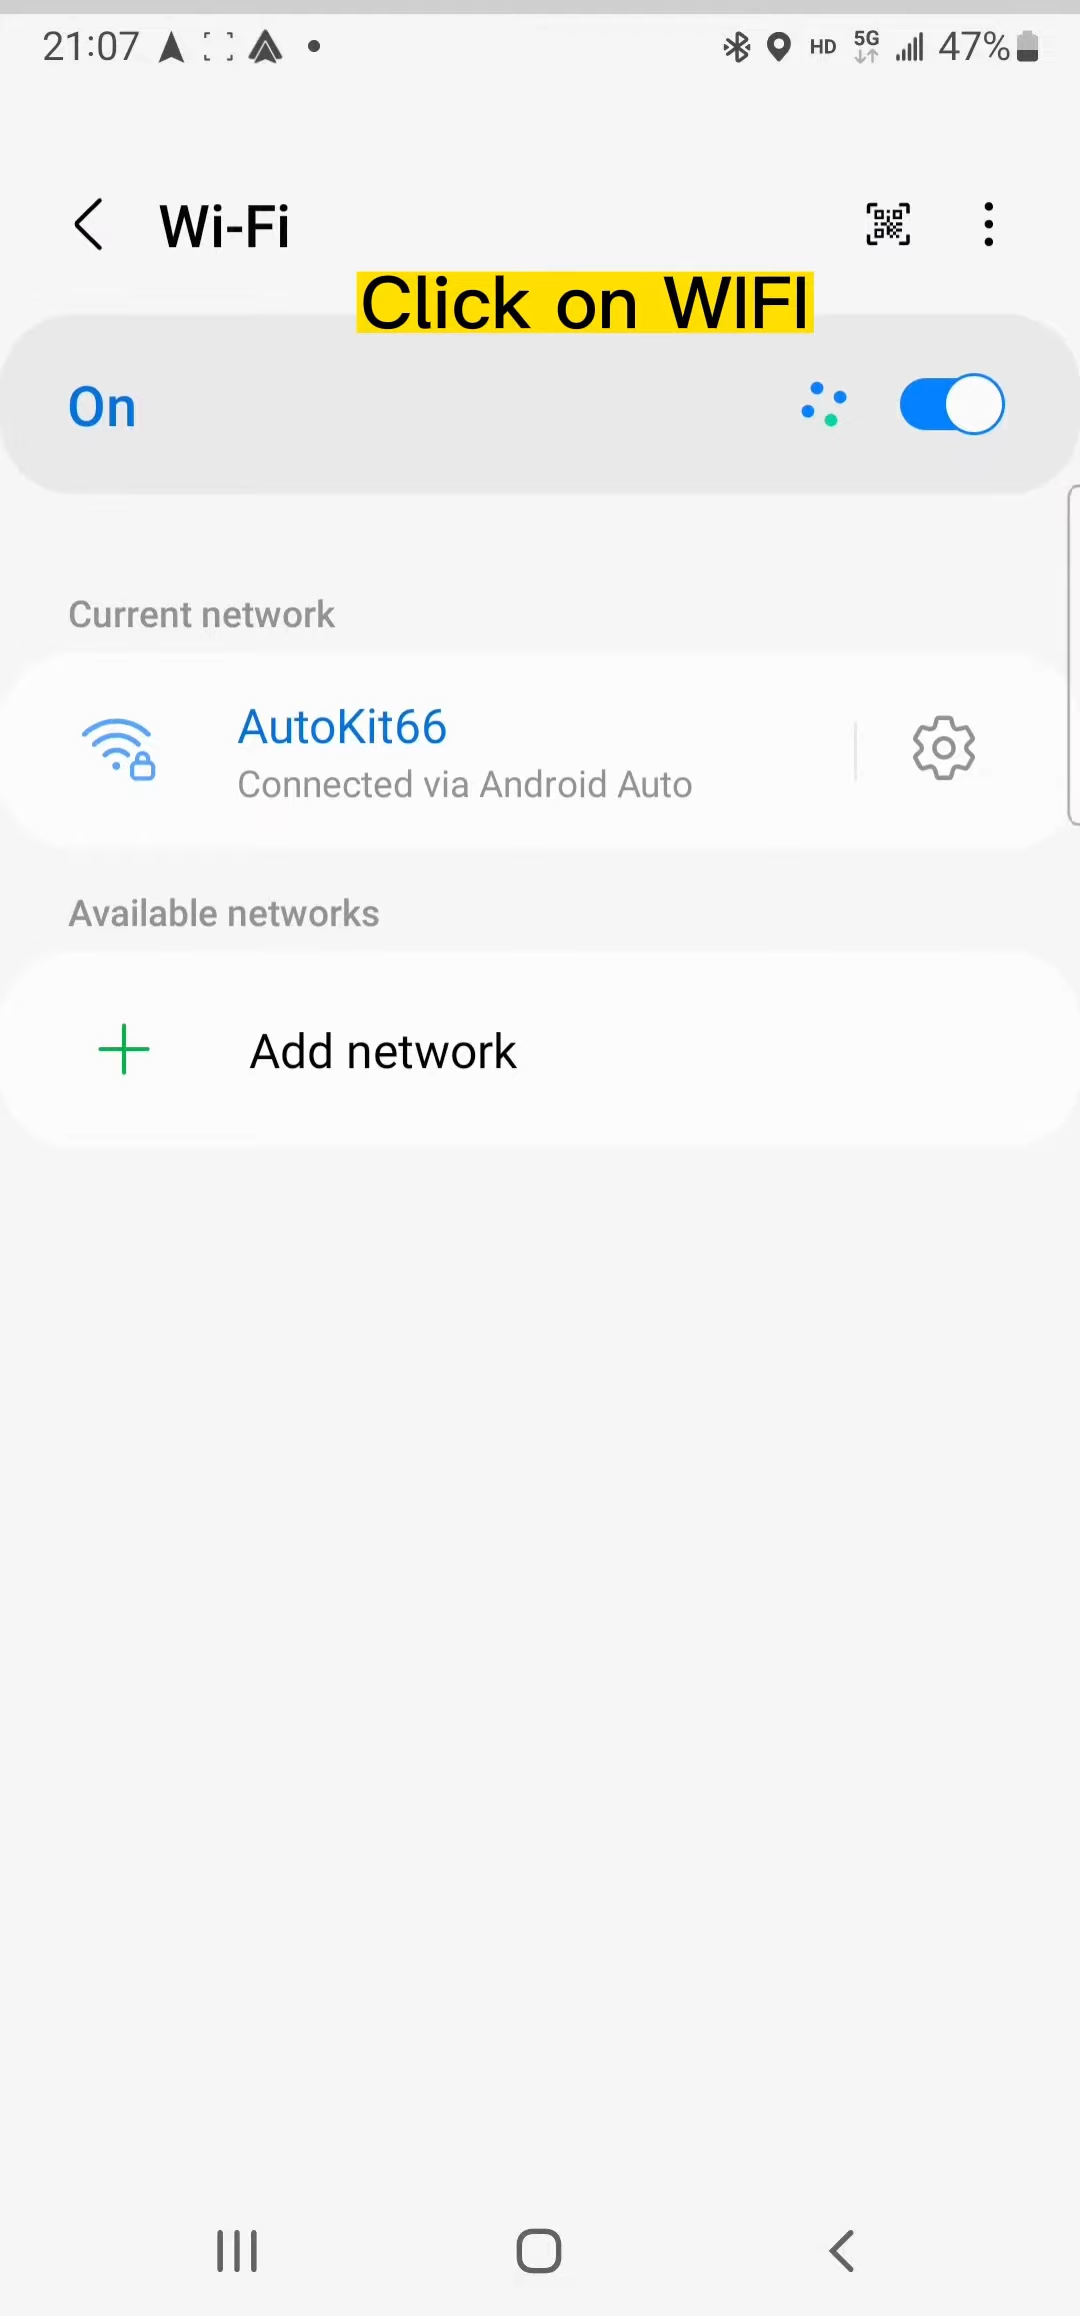 21:07
HD 5G 47%
Wi-Fi
Click on WIFI
On
Current network
AutoKit66
Connected via Android Auto
Available networks
Add network